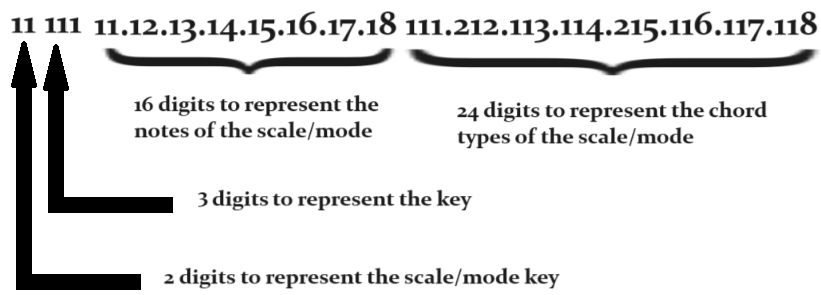 11 111 11.12.13.14.15.16.17.18 111.212.113.114.215.116.117.118
16 digits to represent the
notes of the scale/mode
24 digits to represent the chord
types of the scale/mode
3 digits to represent the key
2 digits to represent the scale/mode key